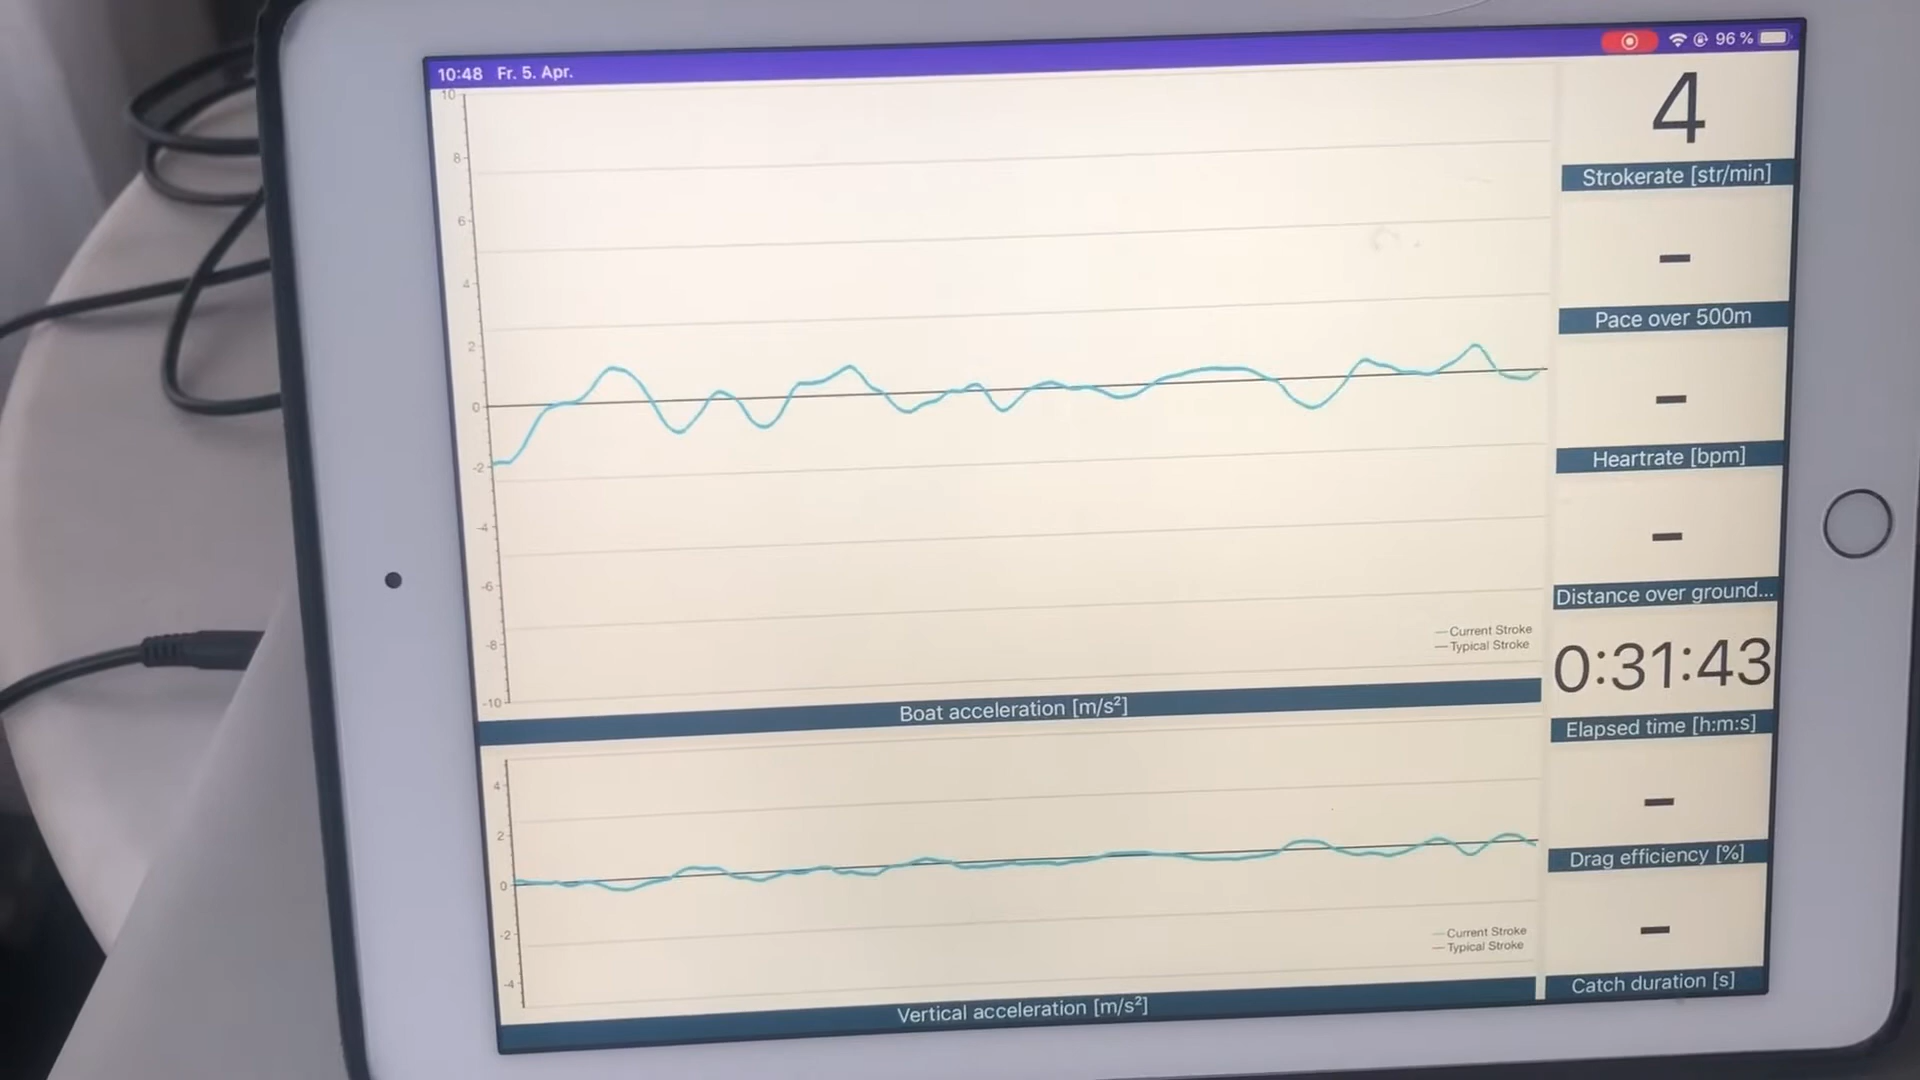 10:48 Fr. 5. Apr.
96 %
10
8
6
4
2
0
-2
-4
-6
-8
-10
Current Stroke
Typical Stroke
Boat acceleration [m/s²]
4
2
0
-2
-4
Current Stroke
Typical Stroke
Vertical acceleration [m/s²]
4
Strokerate [str/min]
–
Pace over 500m
–
Heartrate [bpm]
–
Distance over ground...
0:31:43
Elapsed time [h:m:s]
–
Drag efficiency [%]
–
Catch duration [s]